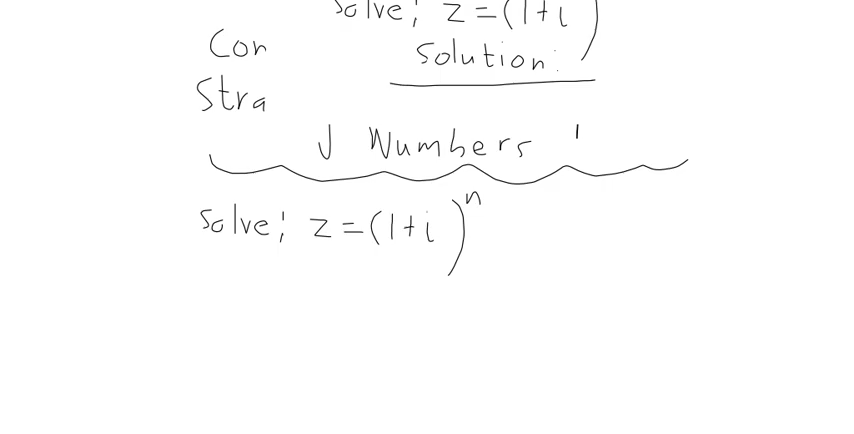 Solve; z = (1 + i)
Con
Solution:
Stra
J Numbers '
Solve; z = (1 + i)^n